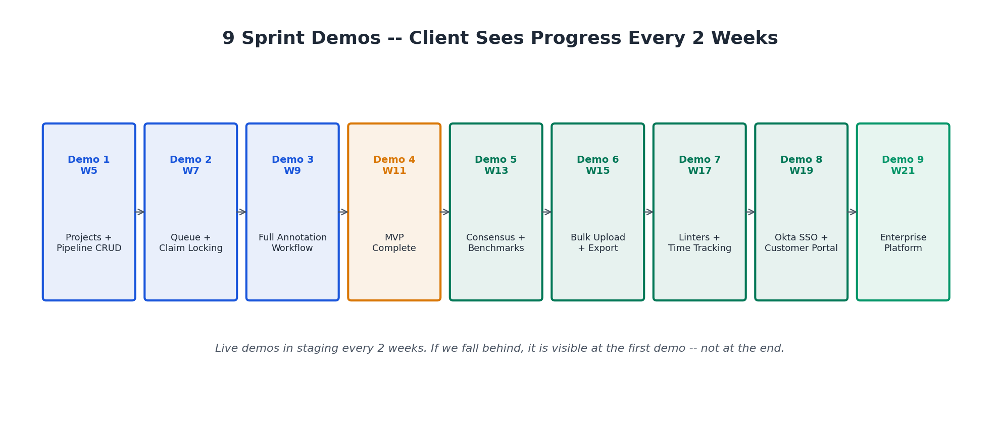 9 Sprint Demos -- Client Sees Progress Every 2 Weeks
Demo 1
W5
Projects +
Pipeline CRUD
Demo 2
W7
Queue +
Claim Locking
Demo 3
W9
Full Annotation
Workflow
Demo 4
W11
MVP
Complete
Demo 5
W13
Consensus +
Benchmarks
Demo 6
W15
Bulk Upload
+ Export
Demo 7
W17
Linters +
Time Tracking
Demo 8
W19
Okta SSO +
Customer Portal
Demo 9
W21
Enterprise
Platform
Live demos in staging every 2 weeks. If we fall behind, it is visible at the first demo -- not at the end.